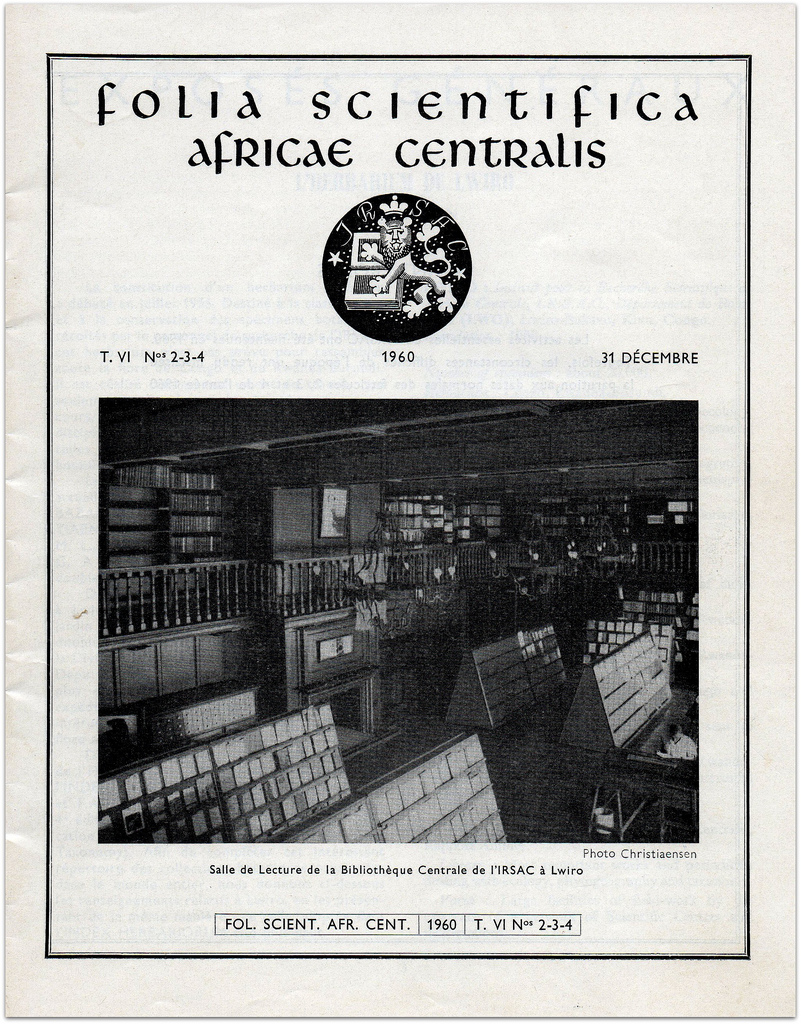 FOLIA SCIENTIFICA
AFRICAE CENTRALIS
IRSAC
T. VI Nos 2-3-4 1960 31 DÉCEMBRE
Photo Christiaensen
Salle de Lecture de la Bibliothèque Centrale de l'IRSAC à Lwiro
FOL. SCIENT. AFR. CENT. 1960 T. VI Nos 2-3-4